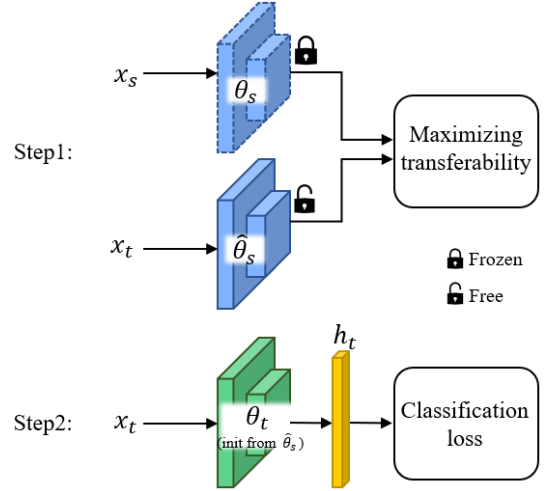 x_s
θ_s
Step1:
Maximizing
transferability
x_t
θ̂_s
Frozen
Free
h_t
Step2:
x_t
θ_t
(init from θ̂_s)
Classification
loss